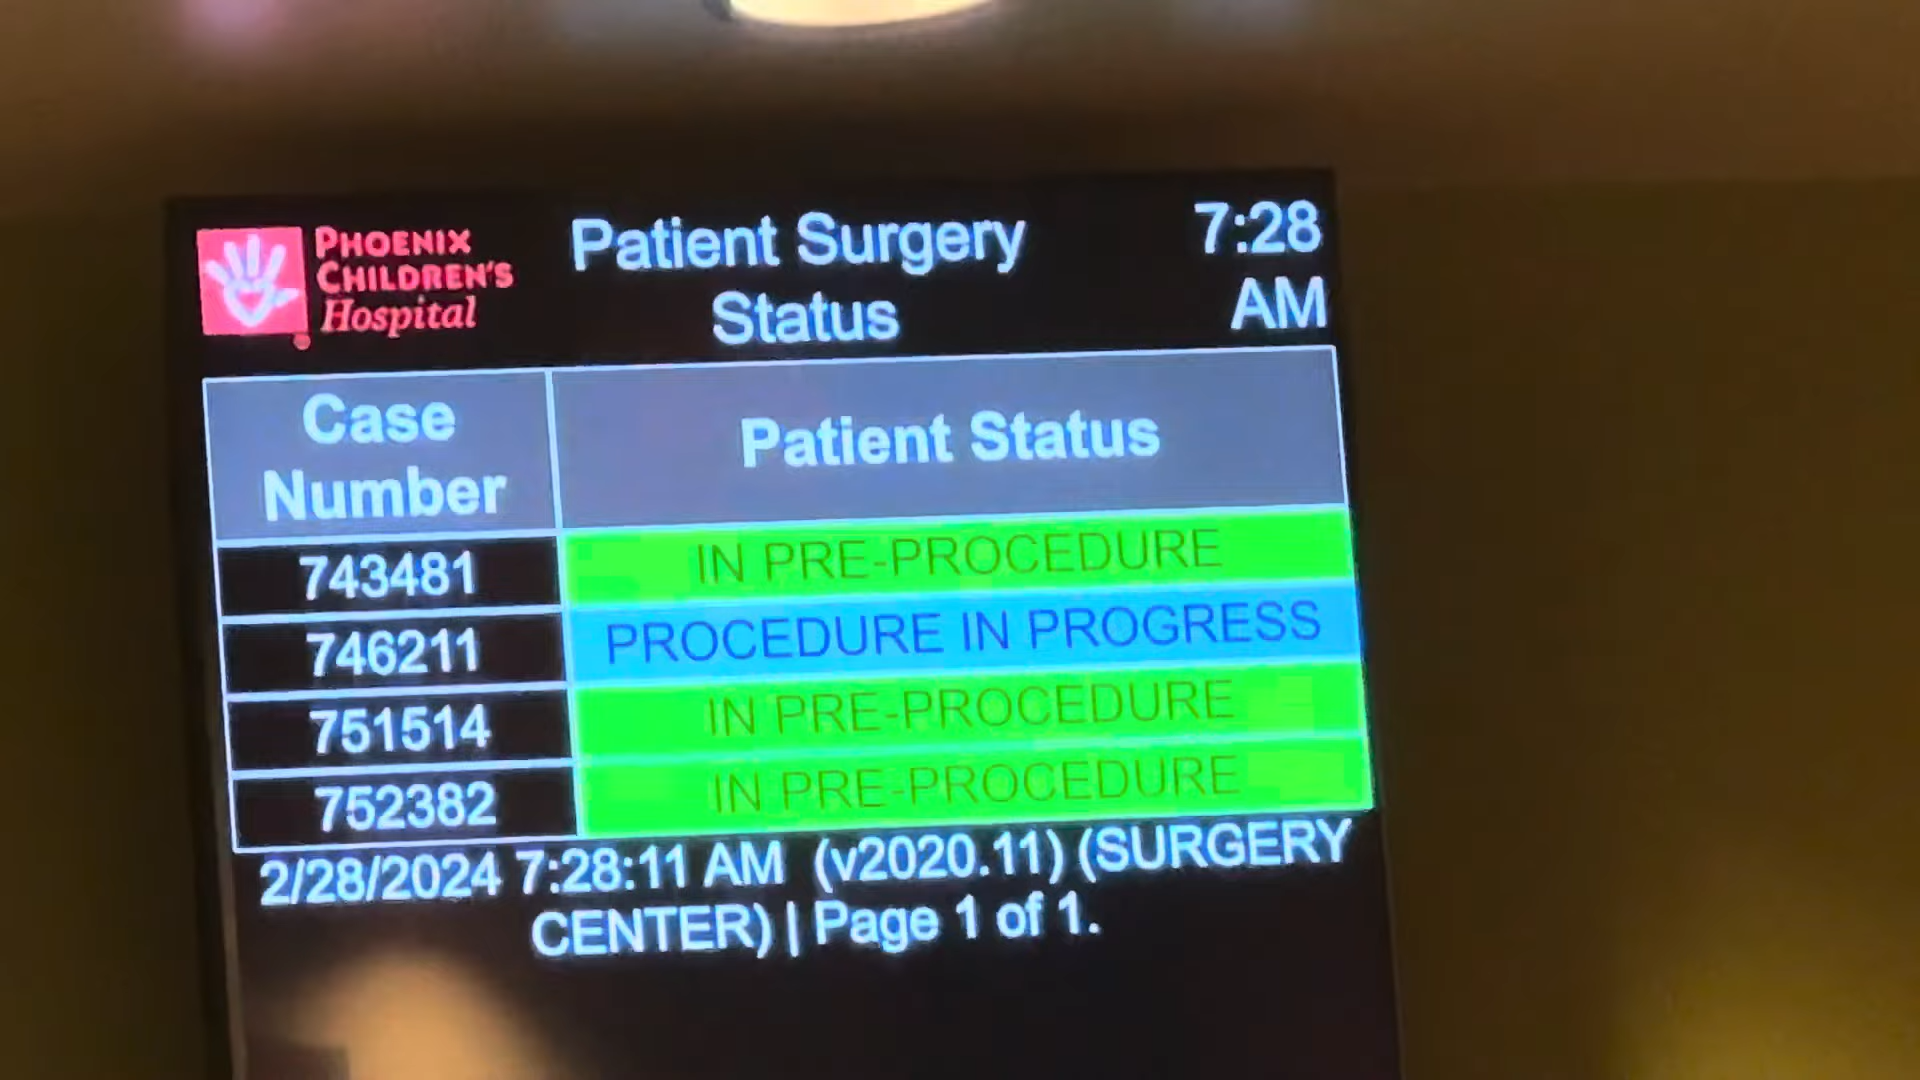 PHOENIX
CHILDREN'S
Hospital
Patient Surgery
Status
7:28
AM
Case
Number
Patient Status
743481
IN PRE-PROCEDURE
746211
PROCEDURE IN PROGRESS
751514
IN PRE-PROCEDURE
752382
IN PRE-PROCEDURE
2/28/2024 7:28:11 AM (v2020.11) (SURGERY
CENTER) | Page 1 of 1.